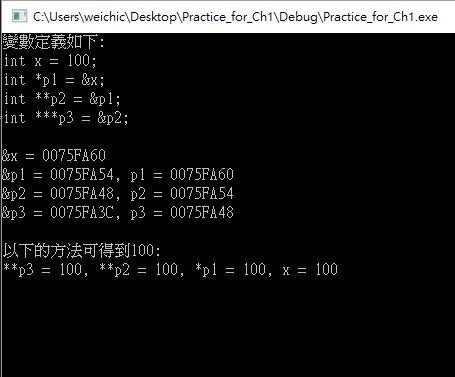 C:\Users\weichic\Desktop\Practice_for_Ch1\Debug\Practice_for_Ch1.exe
變數定義如下:
int x = 100;
int *p1 = &x;
int **p2 = &p1;
int ***p3 = &p2;
&x = 0075FA60
&p1 = 0075FA54, p1 = 0075FA60
&p2 = 0075FA48, p2 = 0075FA54
&p3 = 0075FA3C, p3 = 0075FA48
以下的方法可得到100:
**p3 = 100, **p2 = 100, *p1 = 100, x = 100